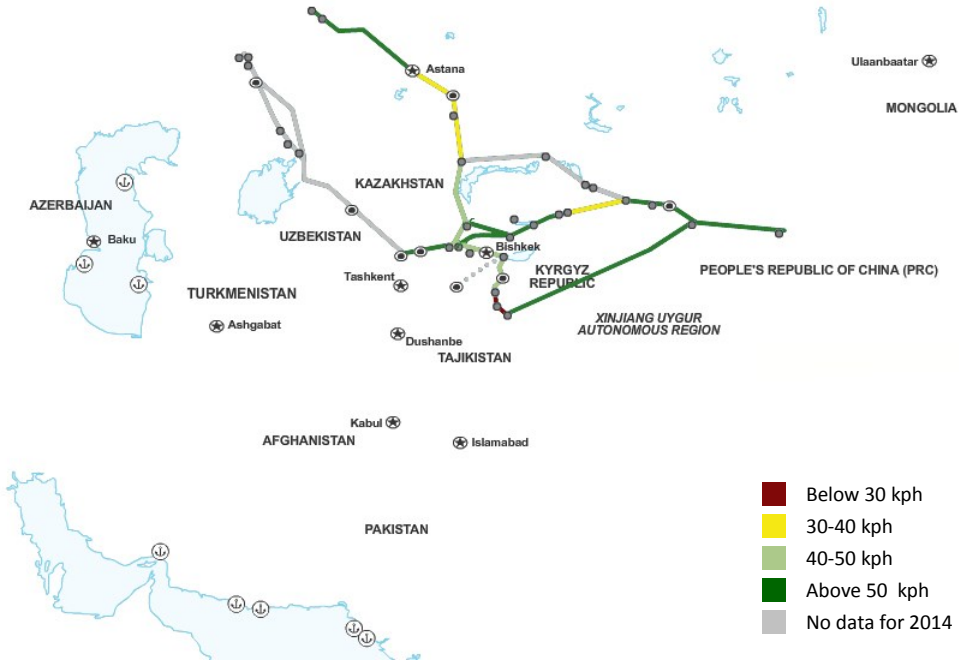 Astana
Ulaanbaatar
MONGOLIA
KAZAKHSTAN
AZERBAIJAN
Baku
UZBEKISTAN
Bishkek
Tashkent
KYRGYZ
REPUBLIC
PEOPLE'S REPUBLIC OF CHINA (PRC)
TURKMENISTAN
Ashgabat
XINJIANG UYGUR
AUTONOMOUS REGION
Dushanbe
TAJIKISTAN
Kabul
AFGHANISTAN
Islamabad
PAKISTAN
Below 30 kph
30-40 kph
40-50 kph
Above 50 kph
No data for 2014